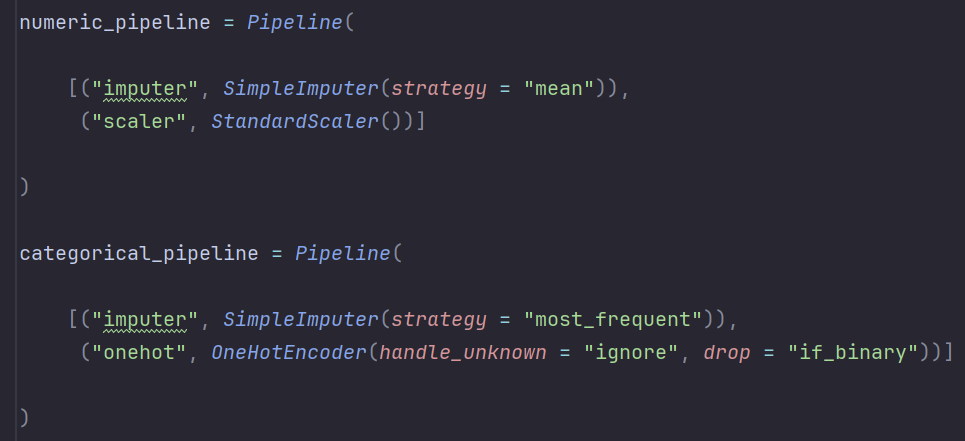 numeric_pipeline = Pipeline(
[("imputer", SimpleImputer(strategy = "mean")),
("scaler", StandardScaler())]
)
categorical_pipeline = Pipeline(
[("imputer", SimpleImputer(strategy = "most_frequent")),
("onehot", OneHotEncoder(handle_unknown = "ignore", drop = "if_binary"))]
)